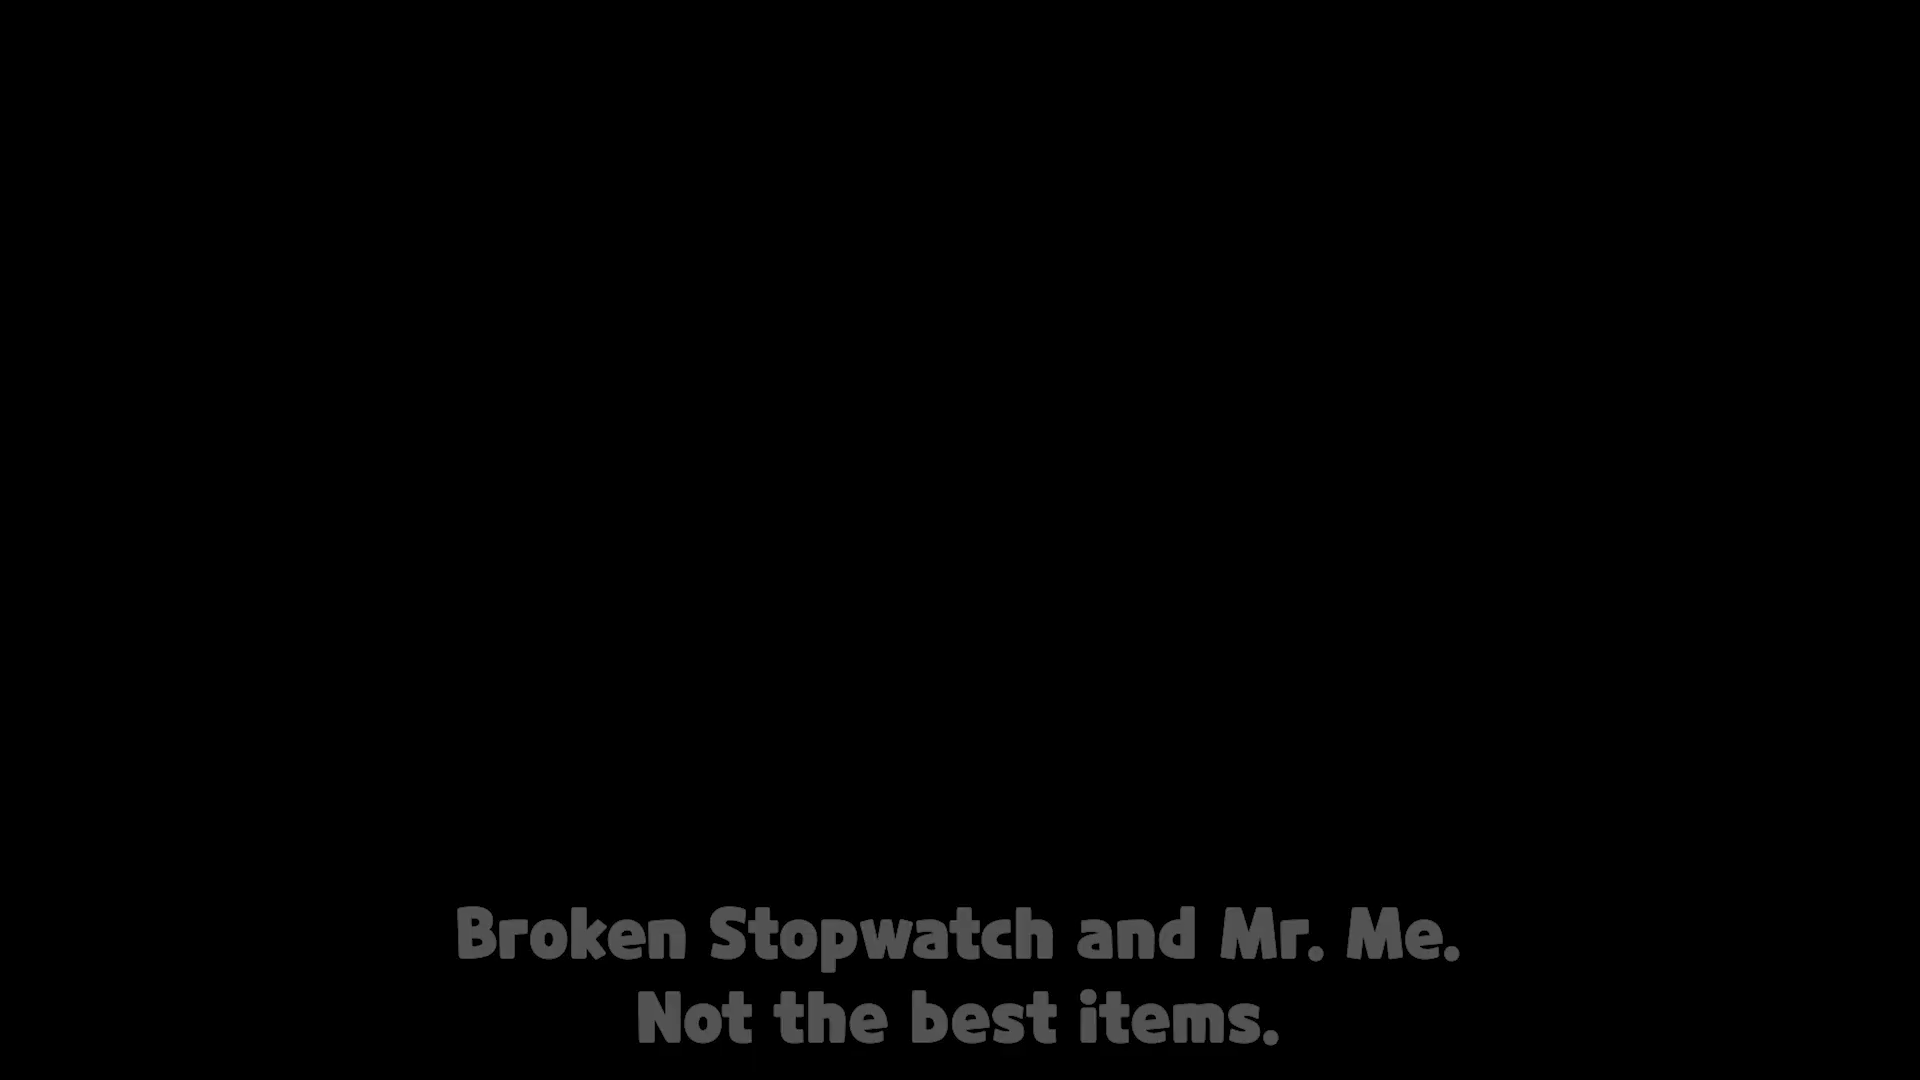 Broken Stopwatch and Mr. Me.
Not the best items.